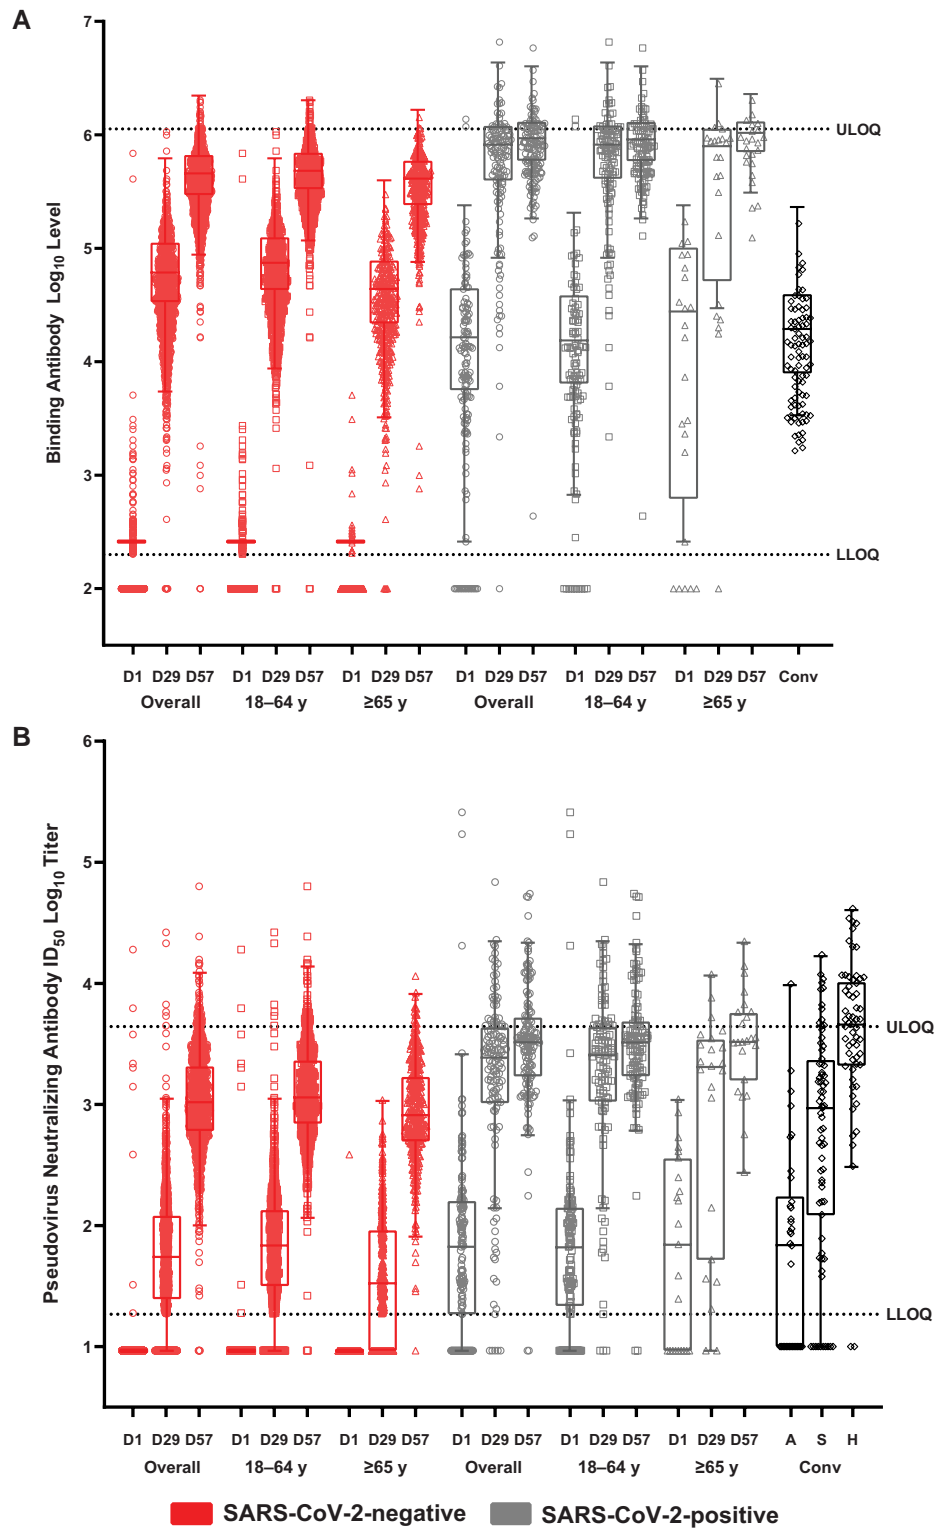 A
7
6
5
4
3
2
Binding Antibody Log10 Level
ULOQ
LLOQ
D1 D29 D57 D1 D29 D57 D1 D29 D57 D1 D29 D57 D1 D29 D57 D1 D29 D57 Conv
Overall 18–64 y ≥65 y Overall 18–64 y ≥65 y
B
6
5
4
3
2
1
Pseudovirus Neutralizing Antibody ID50 Log10 Titer
ULOQ
LLOQ
D1 D29 D57 D1 D29 D57 D1 D29 D57 D1 D29 D57 D1 D29 D57 D1 D29 D57 A S H
Overall 18–64 y ≥65 y Overall 18–64 y ≥65 y Conv
SARS-CoV-2-negative SARS-CoV-2-positive